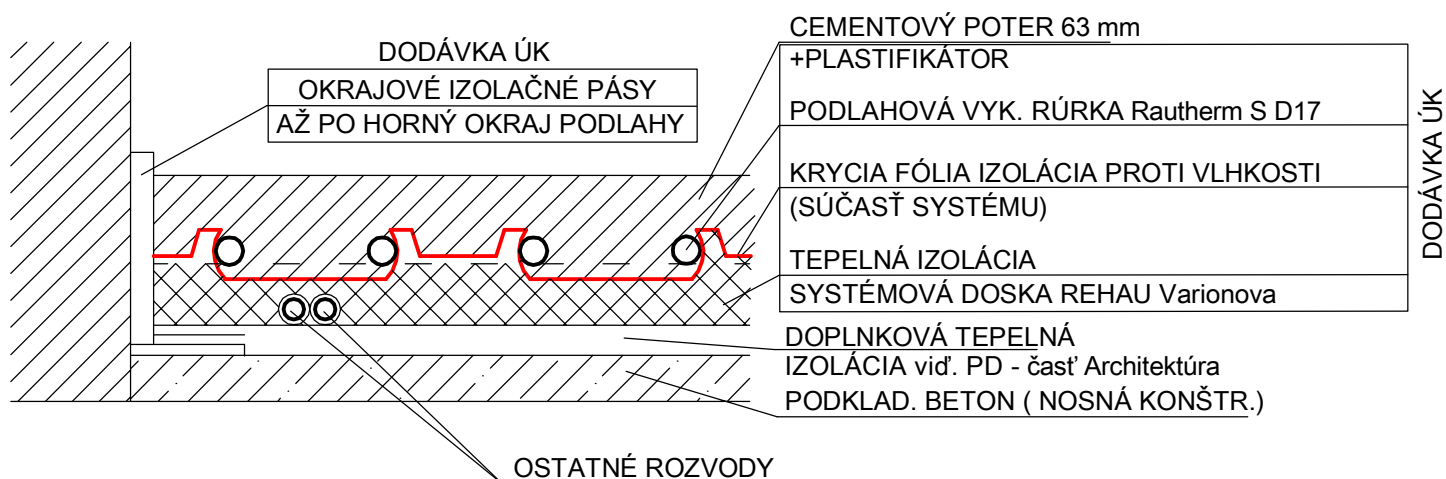 DODÁVKA ÚK
OKRAJOVÉ IZOLAČNÉ PÁSY
AŽ PO HORNÝ OKRAJ PODLAHY
CEMENTOVÝ POTER 63 mm
+PLASTIFIKÁTOR
PODLAHOVÁ VYK. RÚRKA Rautherm S D17
KRYCIA FÓLIA IZOLÁCIA PROTI VLHKOSTI
(SÚČASŤ SYSTÉMU)
TEPELNÁ IZOLÁCIA
SYSTÉMOVÁ DOSKA REHAU Varionova
DODÁVKA ÚK
DOPLNKOVÁ TEPELNÁ
IZOLÁCIA viď. PD - časť Architektúra
PODKLAD. BETON ( NOSNÁ KONŠTR.)
OSTATNÉ ROZVODY